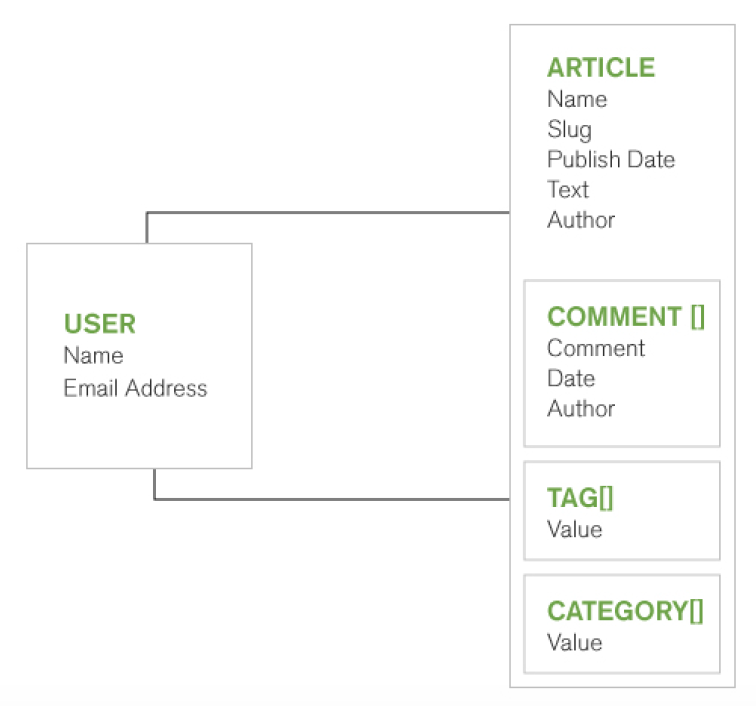 USER
Name
Email Address
ARTICLE
Name
Slug
Publish Date
Text
Author
COMMENT []
Comment
Date
Author
TAG[]
Value
CATEGORY[]
Value